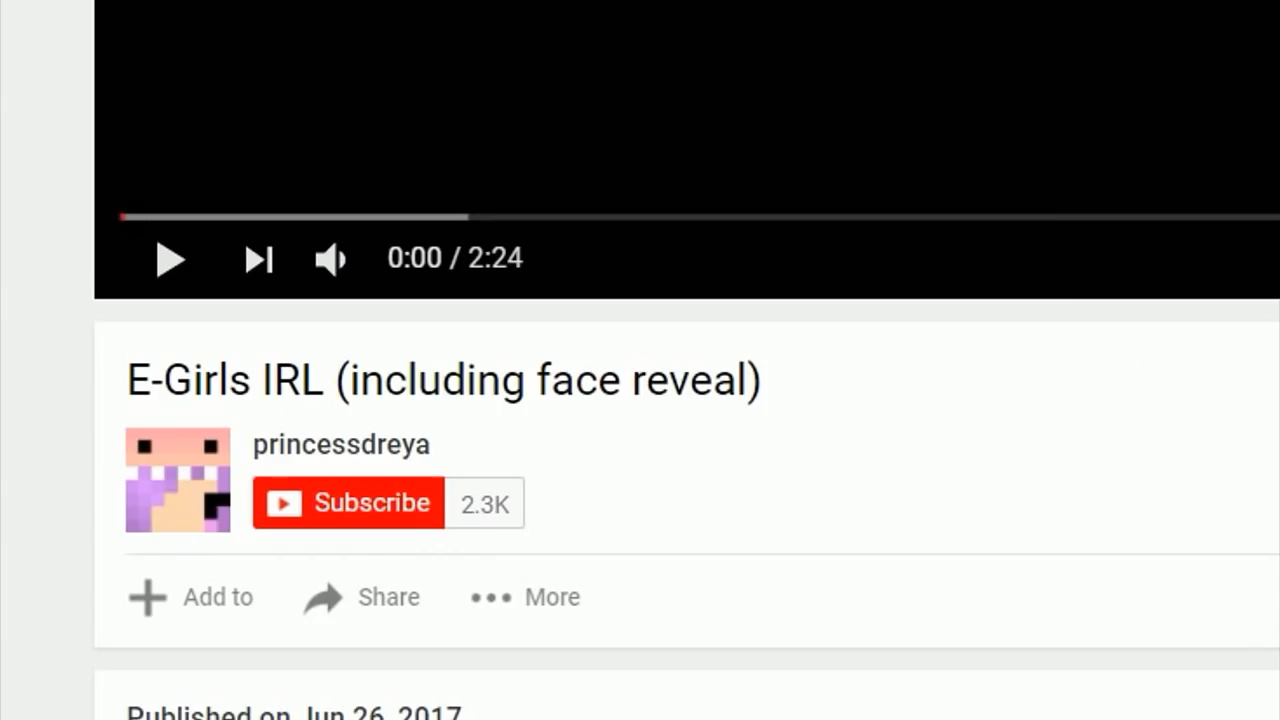 0:00 / 2:24
E-Girls IRL (including face reveal)
princessdreya
Subscribe 2.3K
Add to Share More
Published on Jun 26, 2017